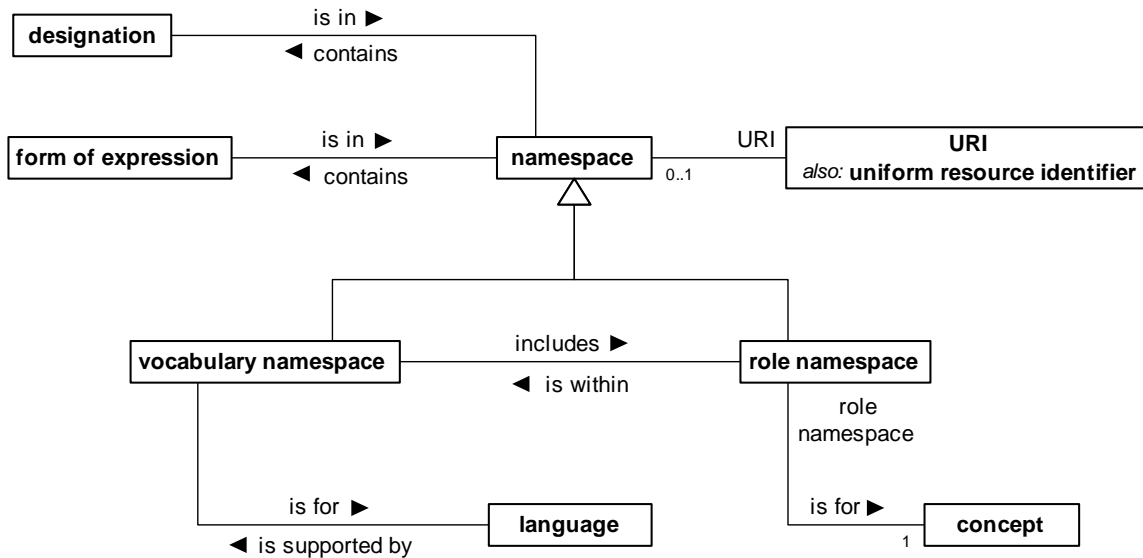 is in ►
designation
◄ contains
is in ►
form of expression
◄ contains
namespace
0..1
URI
URI
also: uniform resource identifier
vocabulary namespace
includes ►
◄ is within
role namespace
role
namespace
is for ►
◄ is supported by
language
is for ►
1
concept